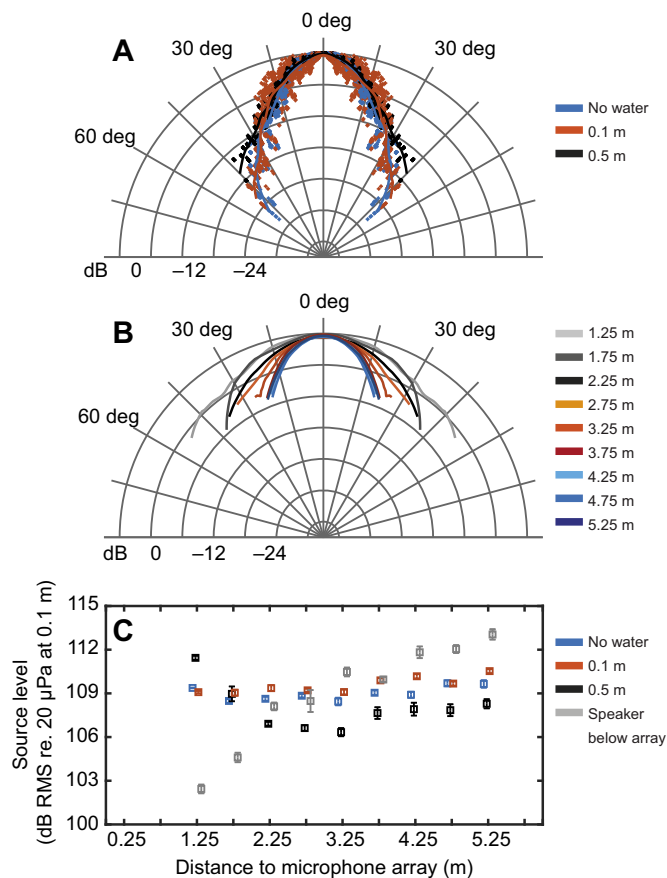 A
0 deg
30 deg
30 deg
60 deg
dB 0 –12 –24
No water
0.1 m
0.5 m
B
0 deg
30 deg
30 deg
60 deg
dB 0 –12 –24
1.25 m
1.75 m
2.25 m
2.75 m
3.25 m
3.75 m
4.25 m
4.75 m
5.25 m
C
Source level
(dB RMS re. 20 µPa at 0.1 m)
115
112
109
106
103
100
0.25 1.25 2.25 3.25 4.25 5.25
Distance to microphone array (m)
No water
0.1 m
0.5 m
Speaker
below array